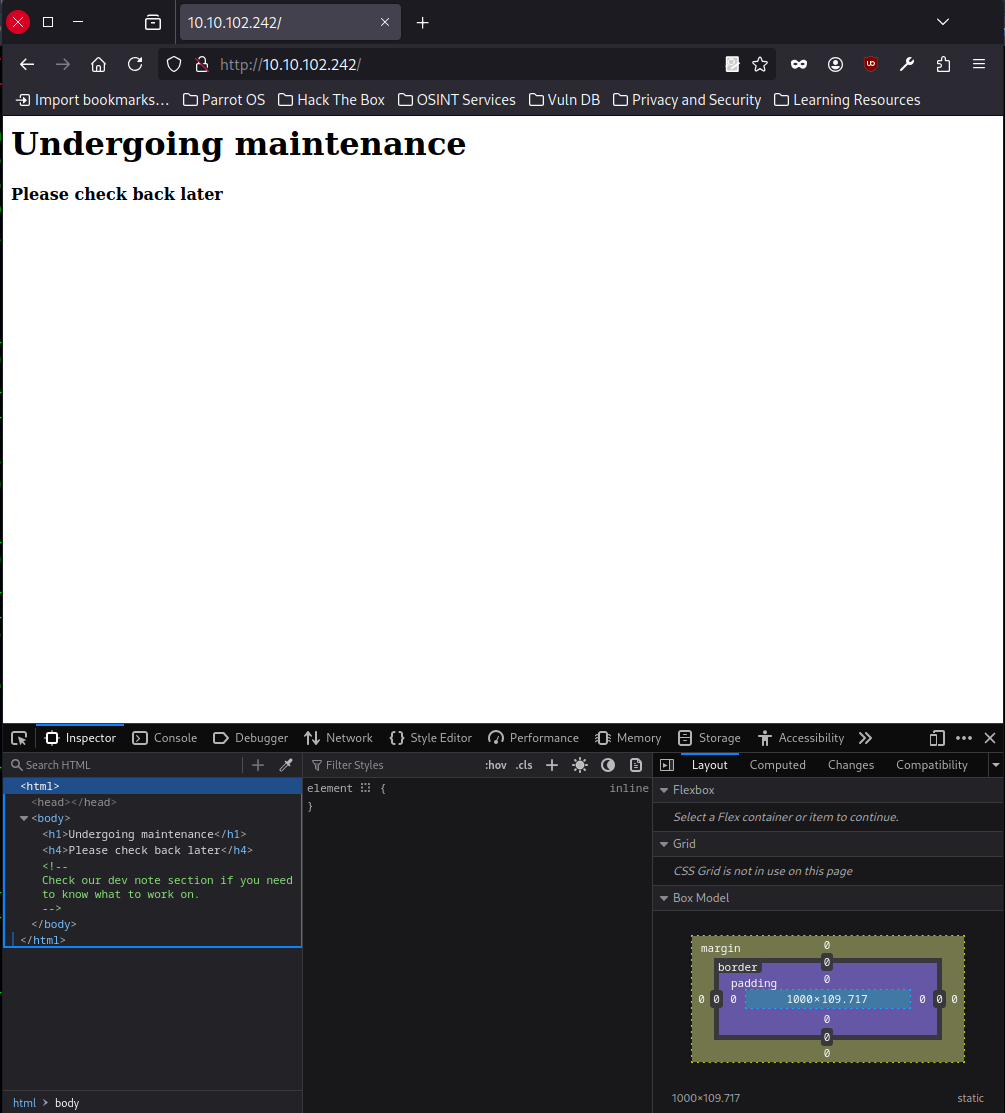 10.10.102.242/
http://10.10.102.242/
Import bookmarks... Parrot OS Hack The Box OSINT Services Vuln DB Privacy and Security Learning Resources
Undergoing maintenance
Please check back later
Inspector Console Debugger Network Style Editor Performance Memory Storage Accessibility
Search HTML
Filter Styles :hov .cls
Layout Computed Changes Compatibility
<html>
<head></head>
<body>
<h1>Undergoing maintenance</h1>
<h4>Please check back later</h4>
<!--
Check our dev note section if you need
to know what to work on.
-->
</body>
</html>
element { inline
}
Flexbox
Select a Flex container or item to continue.
Grid
CSS Grid is not in use on this page
Box Model
margin 0
border 0
padding 0
0 0 0 1000×109.717 0 0 0
0
0
0
1000×109.717 static
html > body